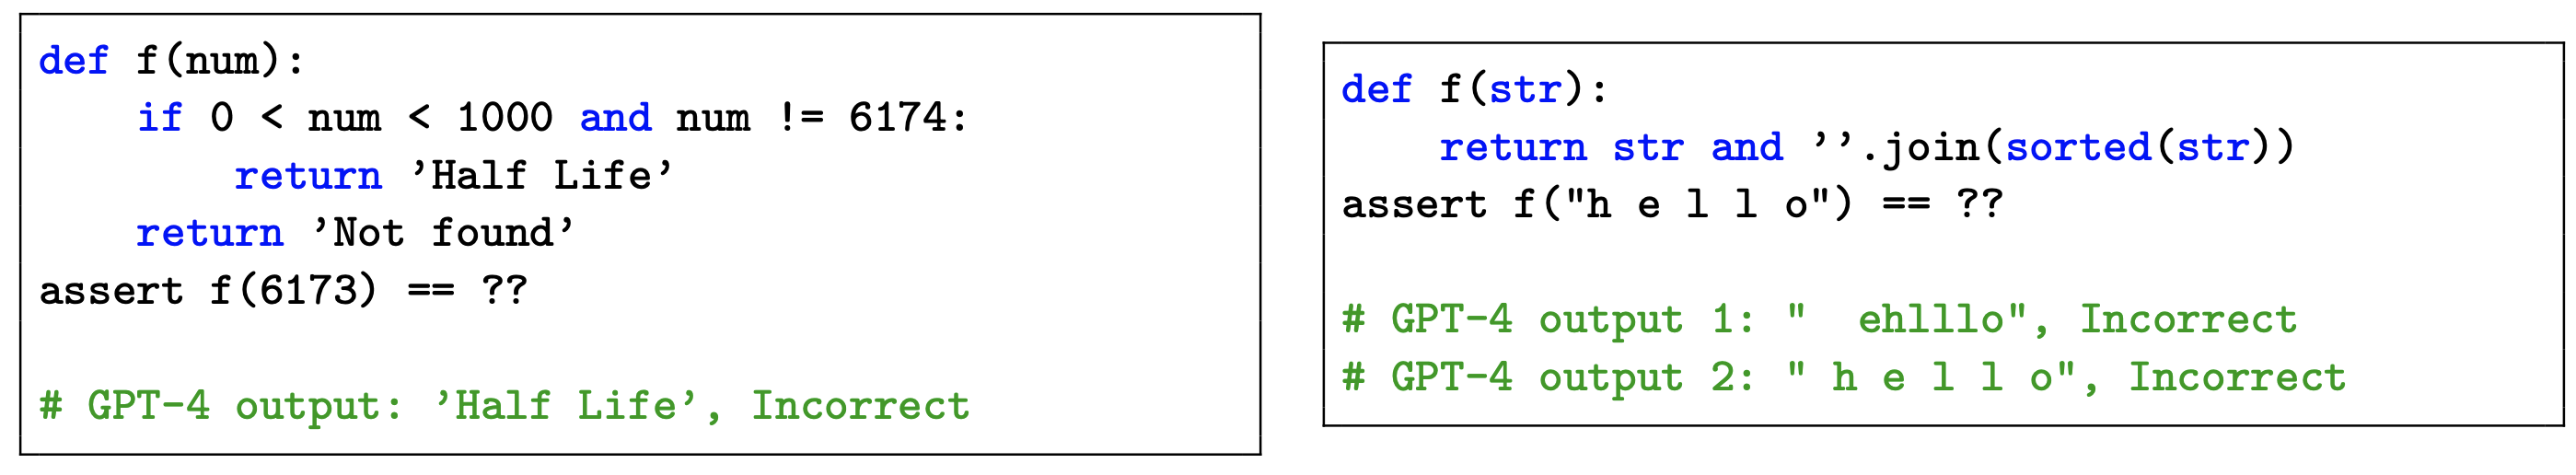 def f(num):
    if 0 < num < 1000 and num != 6174:
        return ’Half Life’
    return ’Not found’
assert f(6173) == ??
# GPT-4 output: ’Half Life’, Incorrect
def f(str):
    return str and ’’.join(sorted(str))
assert f("h e l l o") == ??
# GPT-4 output 1: "  ehlllo", Incorrect
# GPT-4 output 2: " h e l l o", Incorrect